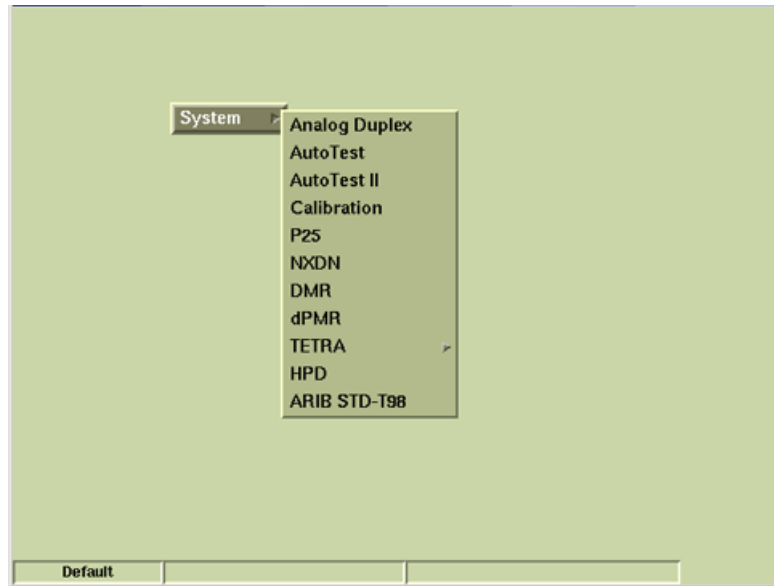 System
Analog Duplex
AutoTest
AutoTest II
Calibration
P25
NXDN
DMR
dPMR
TETRA
HPD
ARIB STD-T98
Default